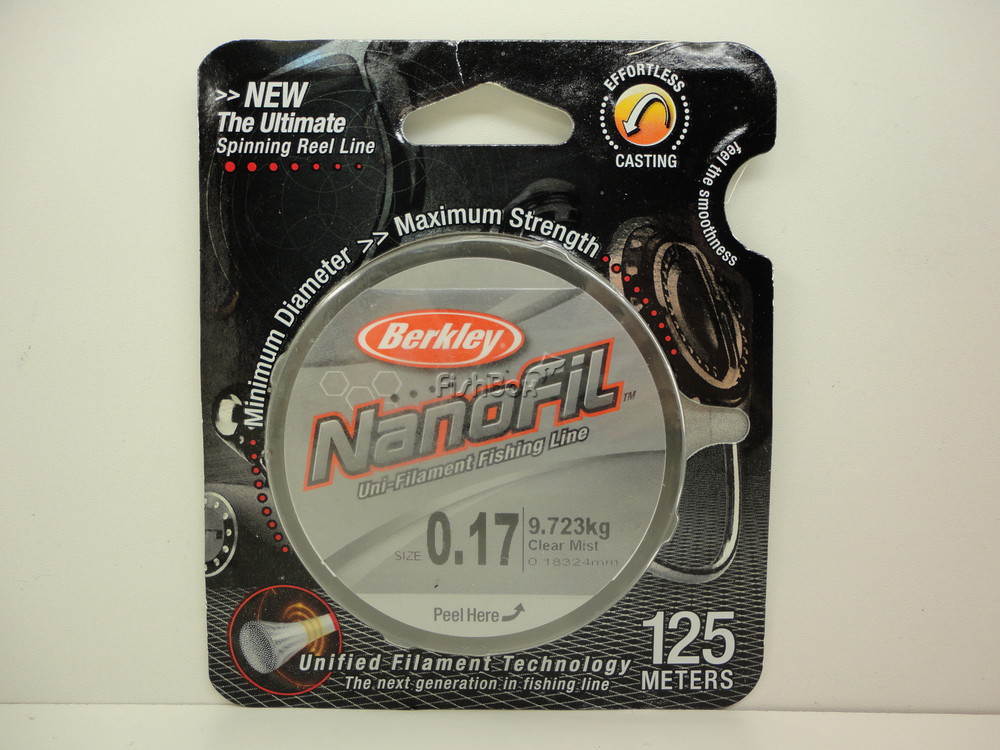 >> NEW
The Ultimate
Spinning Reel Line
EFFORTLESS
CASTING
feel the smoothness
Minimum Diameter >> Maximum Strength
Berkley
FishBox
NanoFil™
Uni-Filament Fishing Line
SIZE 0.17
9.723kg
Clear Mist
0.18324mm
Peel Here
125
METERS
Unified Filament Technology
The next generation in fishing line